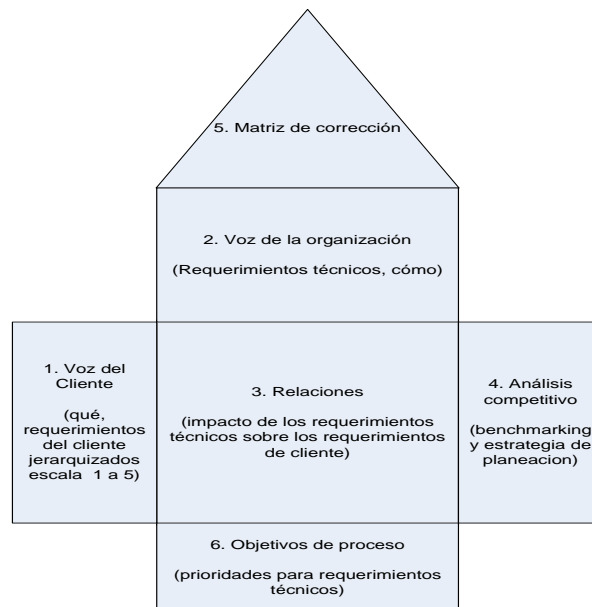 5. Matriz de corrección
2. Voz de la organización
(Requerimientos técnicos, cómo)
1. Voz del
Cliente
(qué,
requerimientos
del cliente
jerarquizados
escala 1 a 5)
3. Relaciones
(impacto de los requerimientos
técnicos sobre los requerimientos
de cliente)
4. Análisis
competitivo
(benchmarking
y estrategia de
planeacion)
6. Objetivos de proceso
(prioridades para requerimientos
técnicos)